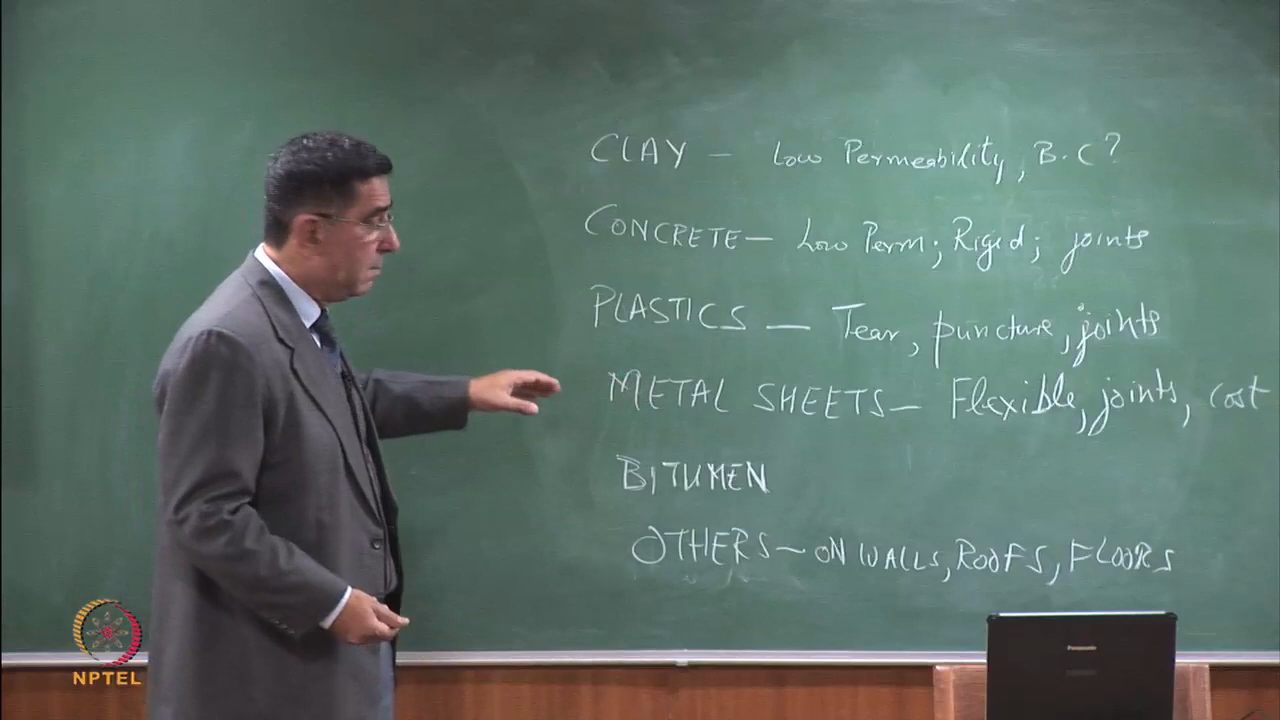 CLAY - Low Permeability, B.C?
CONCRETE - Low Perm; Rigid; joints
PLASTICS - Tear, puncture, joints
METAL SHEETS - Flexible, joints, cost
BITUMEN
OTHERS - ON WALLS, ROOFS, FLOORS
Panasonic
NPTEL